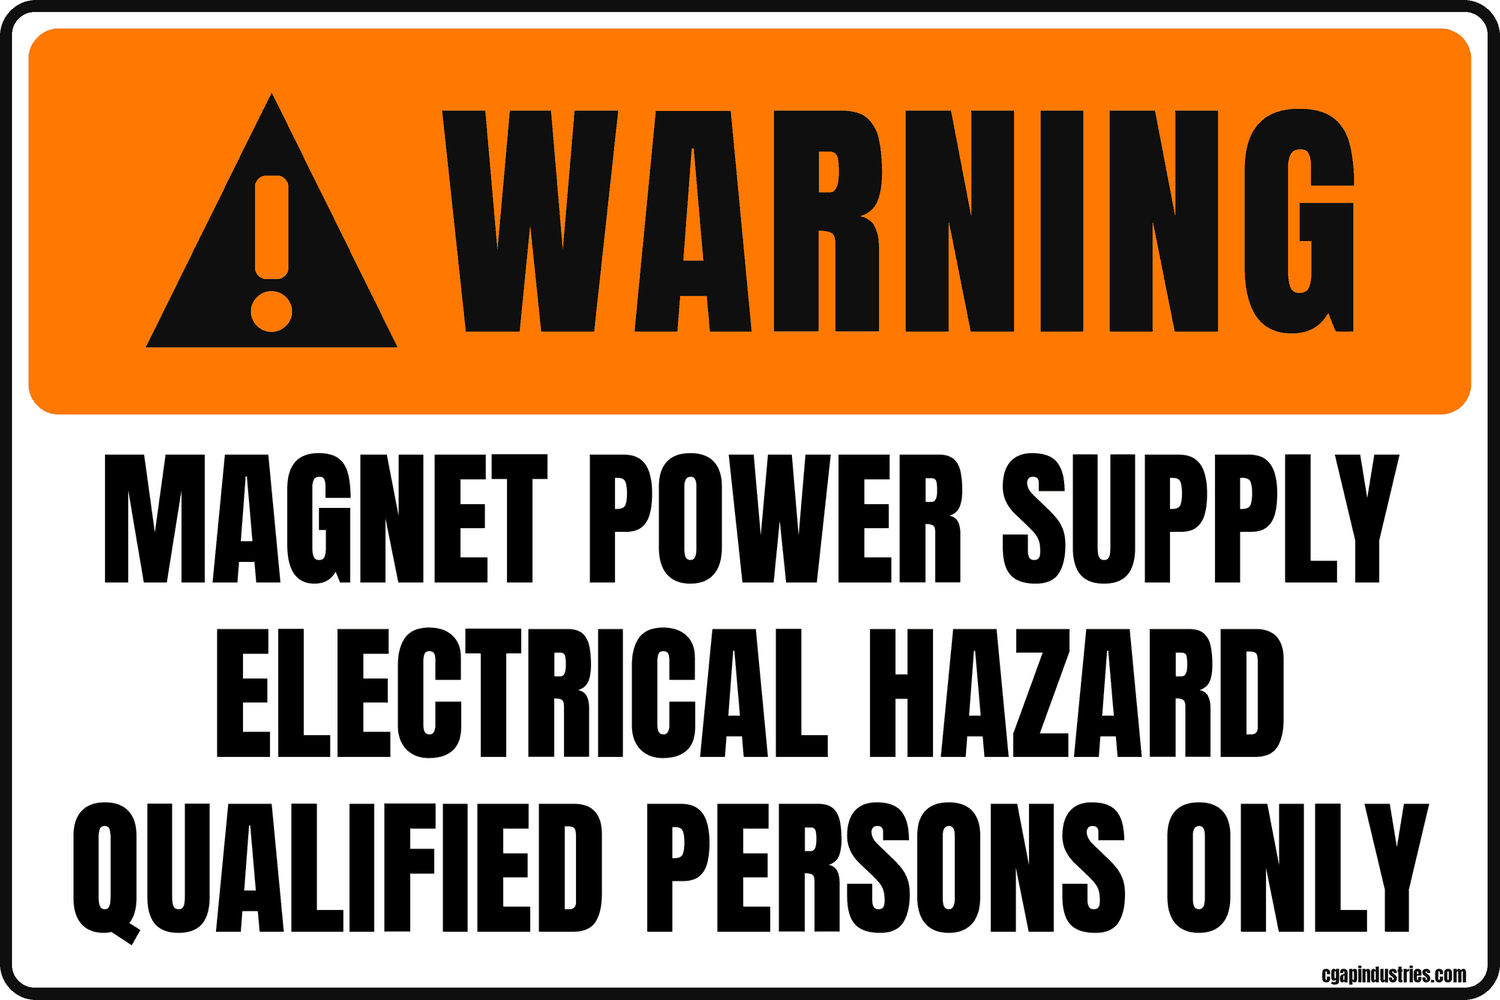 WARNING
MAGNET POWER SUPPLY
ELECTRICAL HAZARD
QUALIFIED PERSONS ONLY
cgapindustries.com